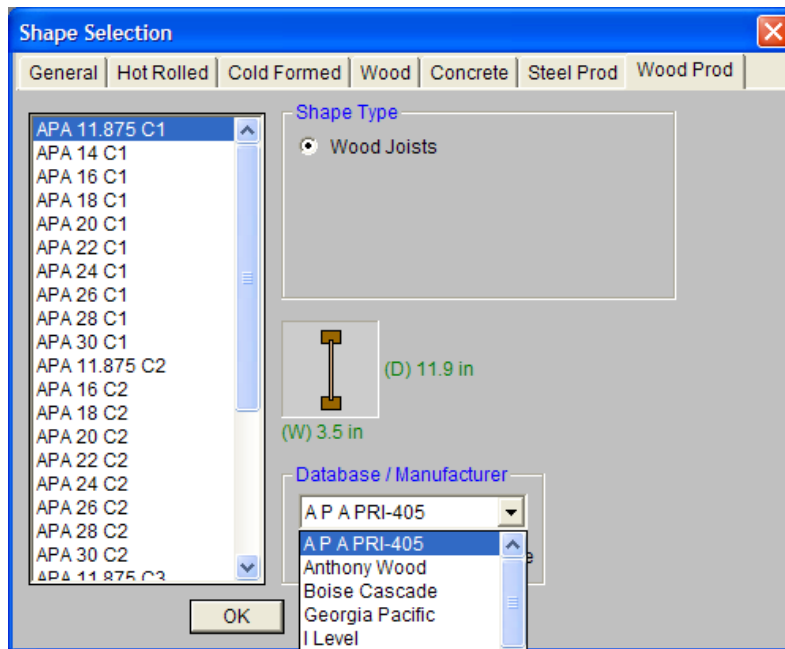 Shape Selection
General
Hot Rolled
Cold Formed
Wood
Concrete
Steel Prod
Wood Prod
APA 11.875 C1
APA 14 C1
APA 16 C1
APA 18 C1
APA 20 C1
APA 22 C1
APA 24 C1
APA 26 C1
APA 28 C1
APA 30 C1
APA 11.875 C2
APA 16 C2
APA 18 C2
APA 20 C2
APA 22 C2
APA 24 C2
APA 26 C2
APA 28 C2
APA 30 C2
APA 11.875 C3
Shape Type
Wood Joists
(D) 11.9 in
(W) 3.5 in
Database / Manufacturer
A P A PRI-405
A P A PRI-405
Anthony Wood
Boise Cascade
Georgia Pacific
I Level
OK